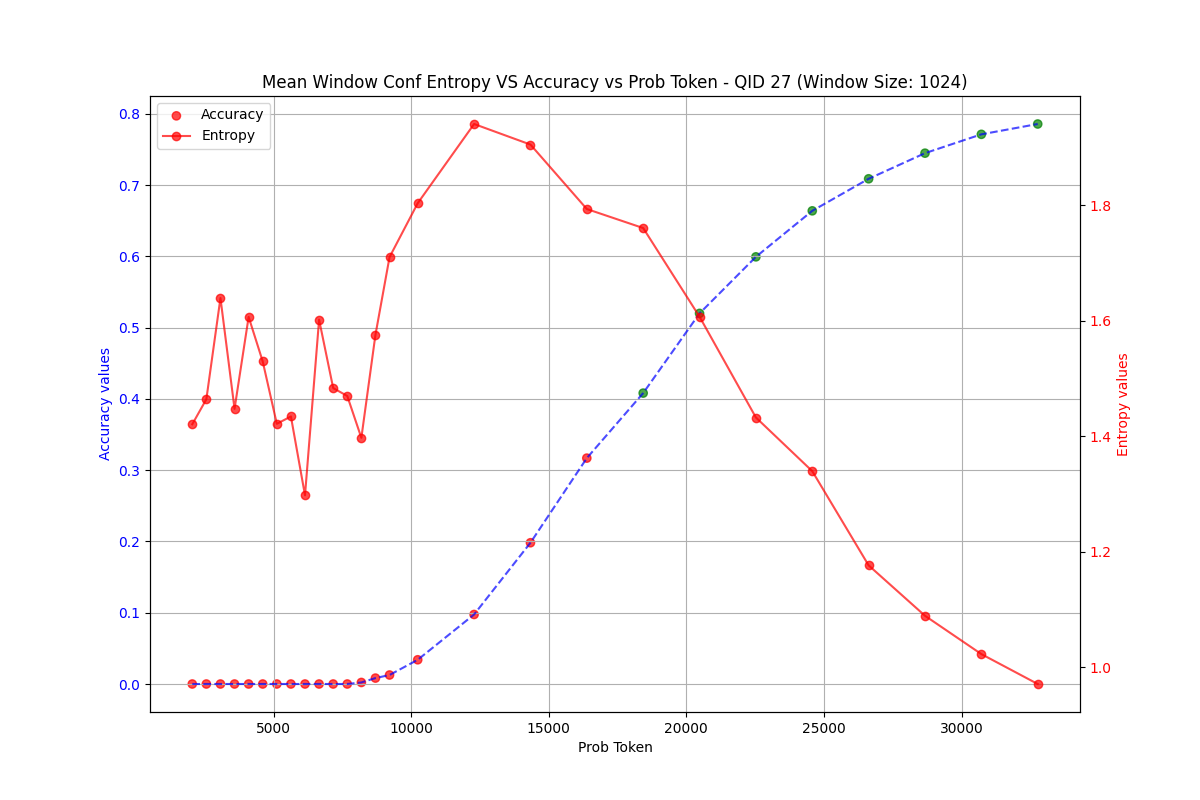 Mean Window Conf Entropy VS Accuracy vs Prob Token - QID 27 (Window Size: 1024)
Accuracy
Entropy
0.8
0.7
0.6
0.5
0.4
0.3
0.2
0.1
0.0
Accuracy values
1.8
1.6
1.4
1.2
1.0
Entropy values
5000 10000 15000 20000 25000 30000
Prob Token